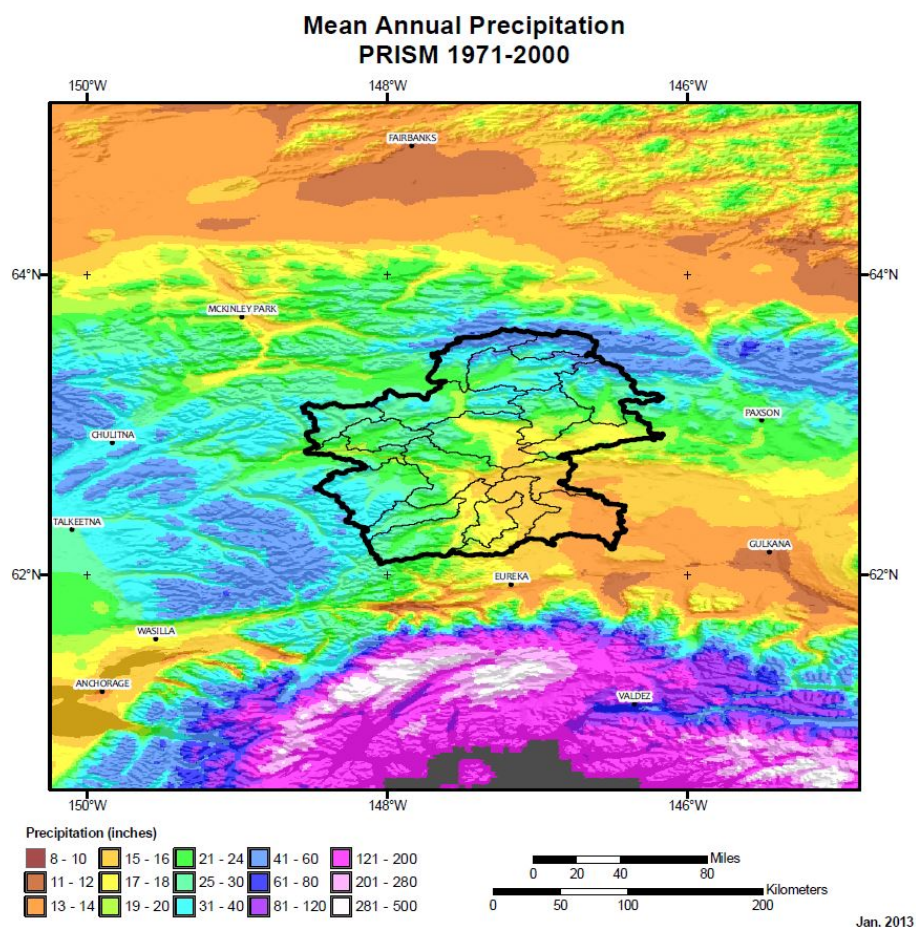 Mean Annual Precipitation
PRISM 1971-2000
150°W 148°W 146°W
FAIRBANKS
64°N 64°N
MCKINLEY PARK
PAXSON
CHULITNA
TALKEETNA
GULKANA
62°N 62°N
EUREKA
WASILLA
ANCHORAGE
VALDEZ
150°W 148°W 146°W
Precipitation (inches)
8 - 10 15 - 16 21 - 24 41 - 60 121 - 200
11 - 12 17 - 18 25 - 30 61 - 80 201 - 280
13 - 14 19 - 20 31 - 40 81 - 120 281 - 500
Miles
0 20 40 80
Kilometers
0 50 100 200
Jan. 2013